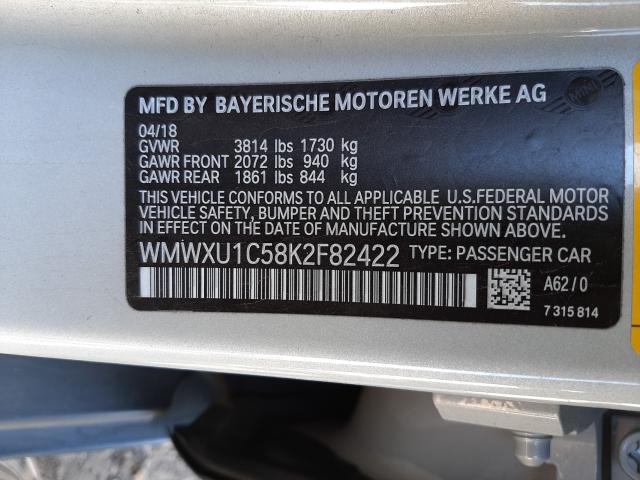 MFD BY BAYERISCHE MOTOREN WERKE AG
MINI
04/18
GVWR 3814 lbs 1730 kg
GAWR FRONT 2072 lbs 940 kg
GAWR REAR 1861 lbs 844 kg
THIS VEHICLE CONFORMS TO ALL APPLICABLE U.S.FEDERAL MOTOR
VEHICLE SAFETY, BUMPER AND THEFT PREVENTION STANDARDS
IN EFFECT ON THE DATE OF MANUFACTURE SHOWN ABOVE.
WMWXU1C58K2F82422 TYPE: PASSENGER CAR
A62/0
7 315 814